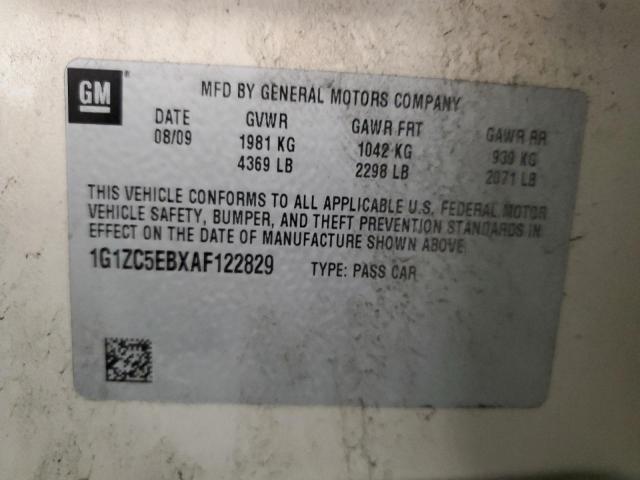 GM
MFD BY GENERAL MOTORS COMPANY
DATE GVWR GAWR FRT GAWR RR
08/09 1981 KG 1042 KG 939 KG
4369 LB 2298 LB 2071 LB
THIS VEHICLE CONFORMS TO ALL APPLICABLE U.S. FEDERAL MOTOR
VEHICLE SAFETY, BUMPER, AND THEFT PREVENTION STANDARDS IN
EFFECT ON THE DATE OF MANUFACTURE SHOWN ABOVE.
1G1ZC5EBXAF122829 TYPE: PASS CAR